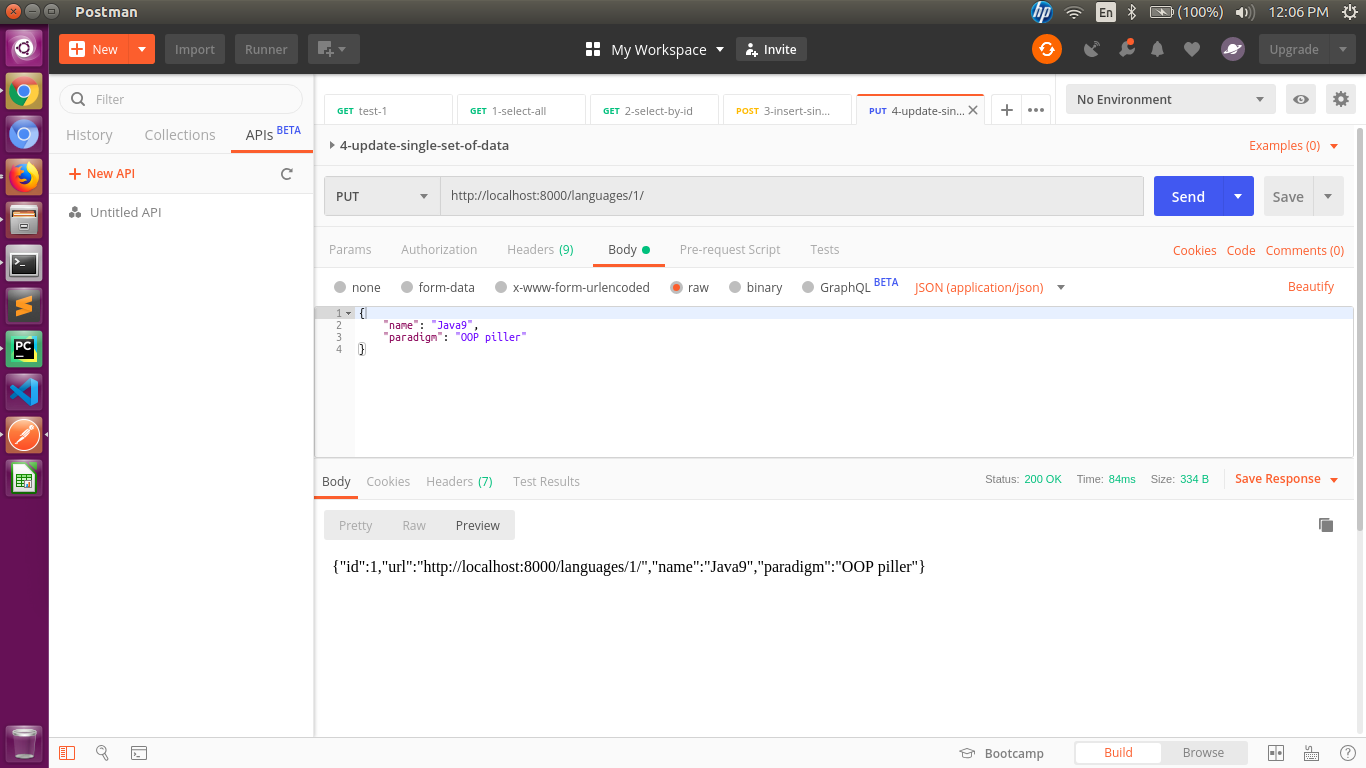 Postman
En
(100%)
12:06 PM
New
Import
Runner
My Workspace
Invite
Upgrade
Filter
History Collections APIs BETA
New API
Untitled API
GET test-1
GET 1-select-all
GET 2-select-by-id
POST 3-insert-sin...
PUT 4-update-sin...
No Environment
4-update-single-set-of-data
Examples (0)
PUT
http://localhost:8000/languages/1/
Send
Save
Params Authorization Headers (9) Body Pre-request Script Tests
Cookies Code Comments (0)
none form-data x-www-form-urlencoded raw binary GraphQL BETA JSON (application/json)
Beautify
1 {
2 "name": "Java9",
3 "paradigm": "OOP piller"
4 }
Body Cookies Headers (7) Test Results
Status: 200 OK Time: 84ms Size: 334 B
Save Response
Pretty Raw Preview
{"id":1,"url":"http://localhost:8000/languages/1/","name":"Java9","paradigm":"OOP piller"}
Bootcamp
Build Browse
hp
PC